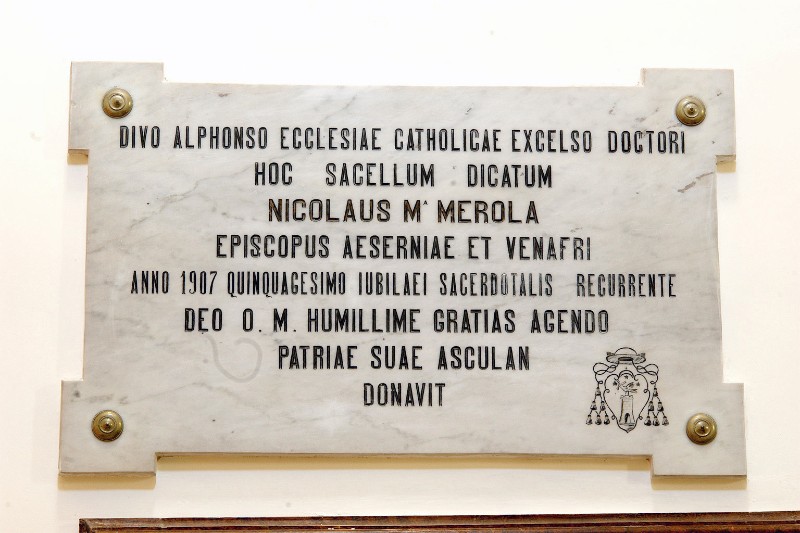 DIVO ALPHONSO ECCLESIAE CATHOLICAE EXCELSO DOCTORI
HOC SACELLUM DICATUM
NICOLAUS Mᴬ MEROLA
EPISCOPUS AESERNIAE ET VENAFRI
ANNO 1907 QUINQUAGESIMO IUBILAEI SACERDOTALIS RECURRENTE
DEO O. M. HUMILLIME GRATIAS AGENDO
PATRIAE SUAE ASCULAN
DONAVIT